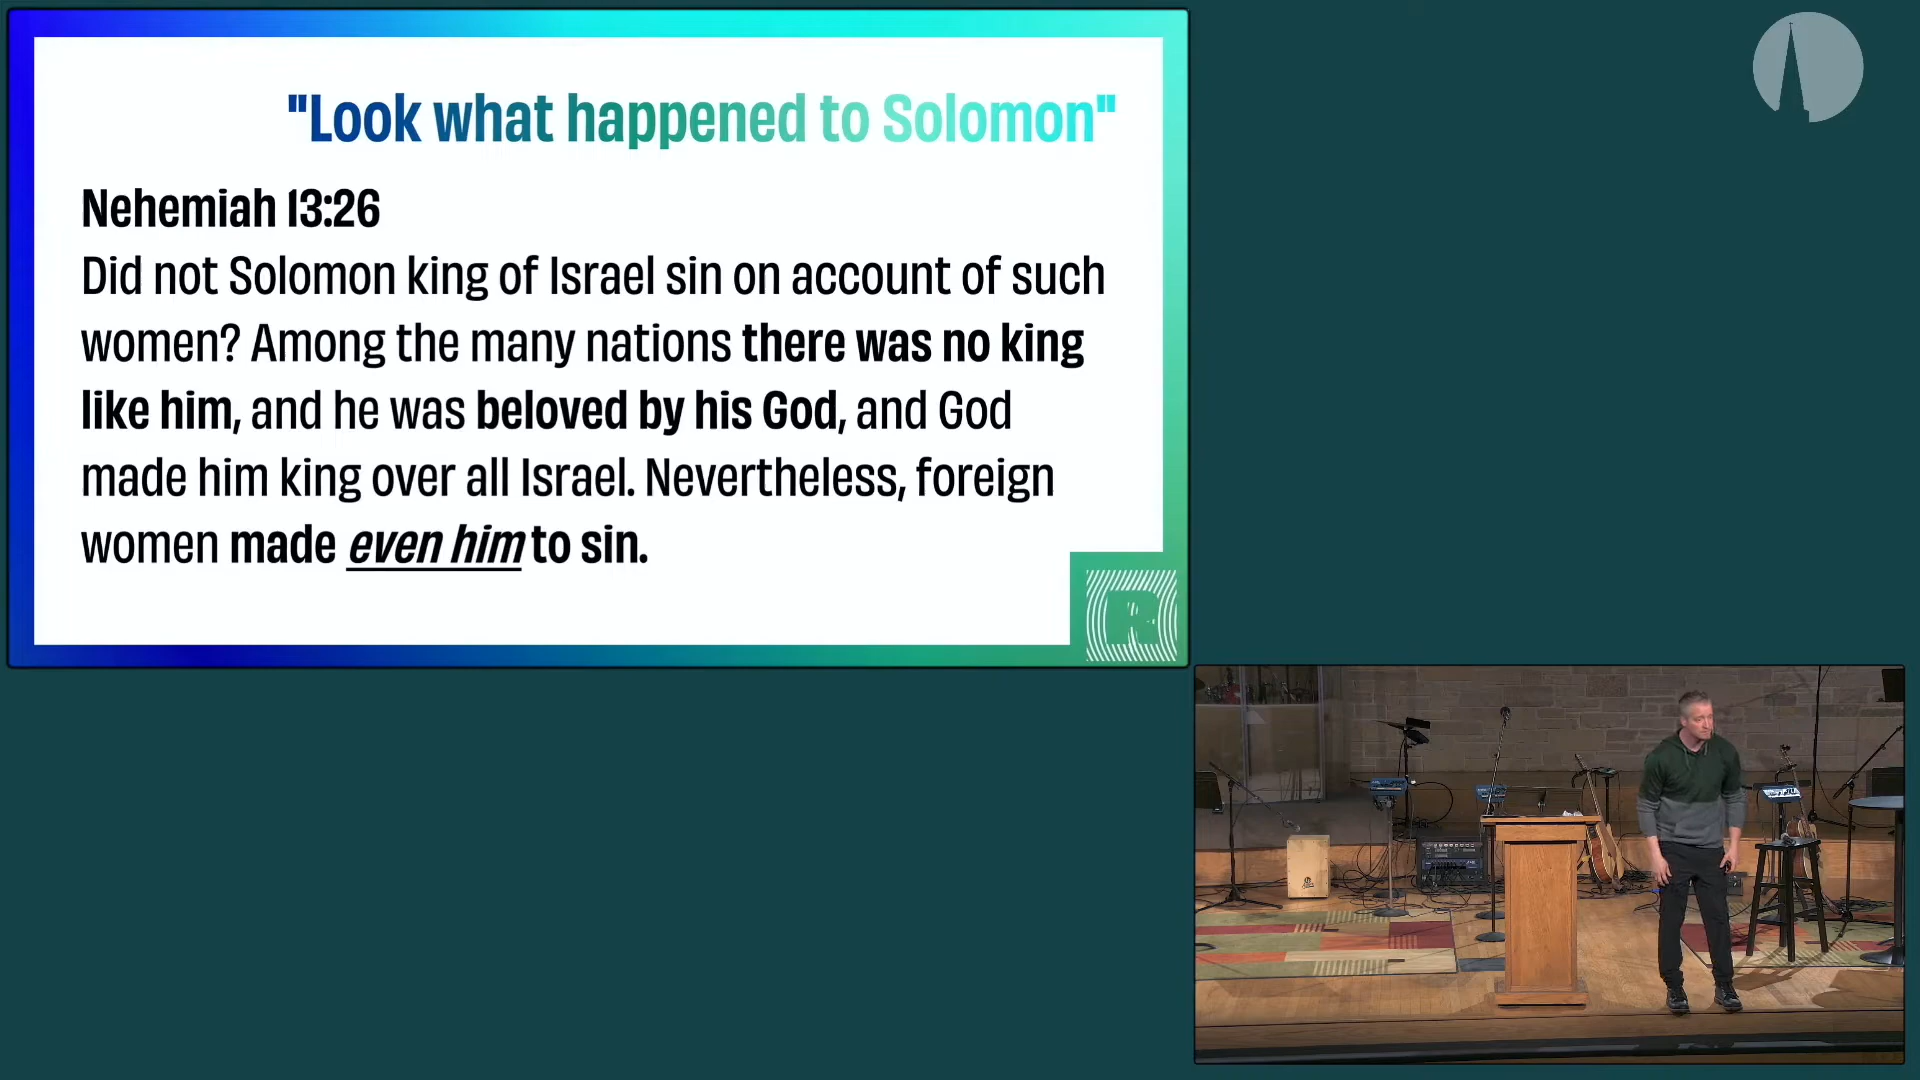 "Look what happened to Solomon"
Nehemiah 13:26
Did not Solomon king of Israel sin on account of such
women? Among the many nations there was no king
like him, and he was beloved by his God, and God
made him king over all Israel. Nevertheless, foreign
women made even him to sin.
R